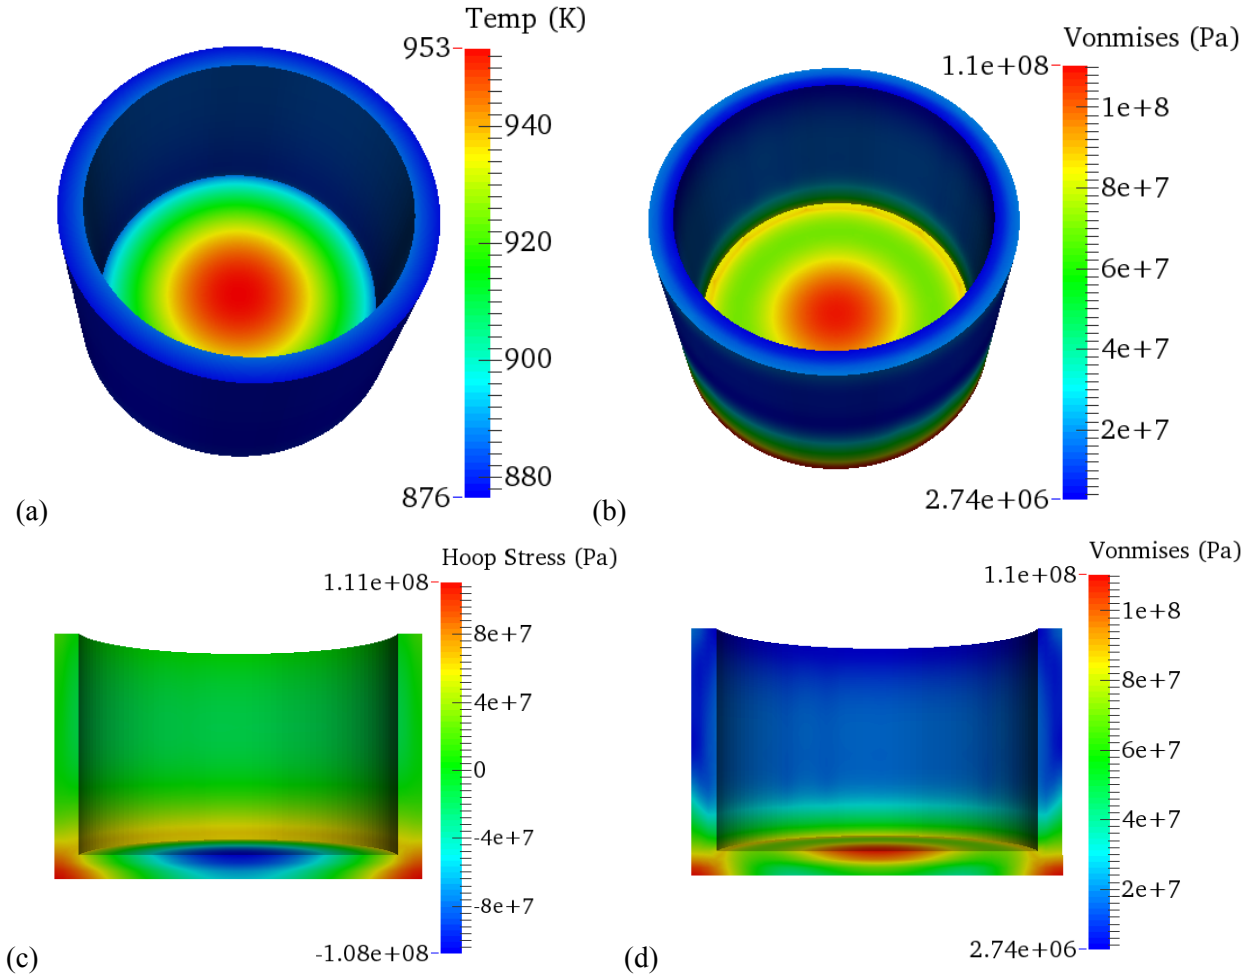 Temp (K)
953
940
920
900
880
876
(a)
Vonmises (Pa)
1.1e+08
1e+8
8e+7
6e+7
4e+7
2e+7
2.74e+06
(b)
Hoop Stress (Pa)
1.11e+08
8e+7
4e+7
0
-4e+7
-8e+7
-1.08e+08
(c)
Vonmises (Pa)
1.1e+08
1e+8
8e+7
6e+7
4e+7
2e+7
2.74e+06
(d)